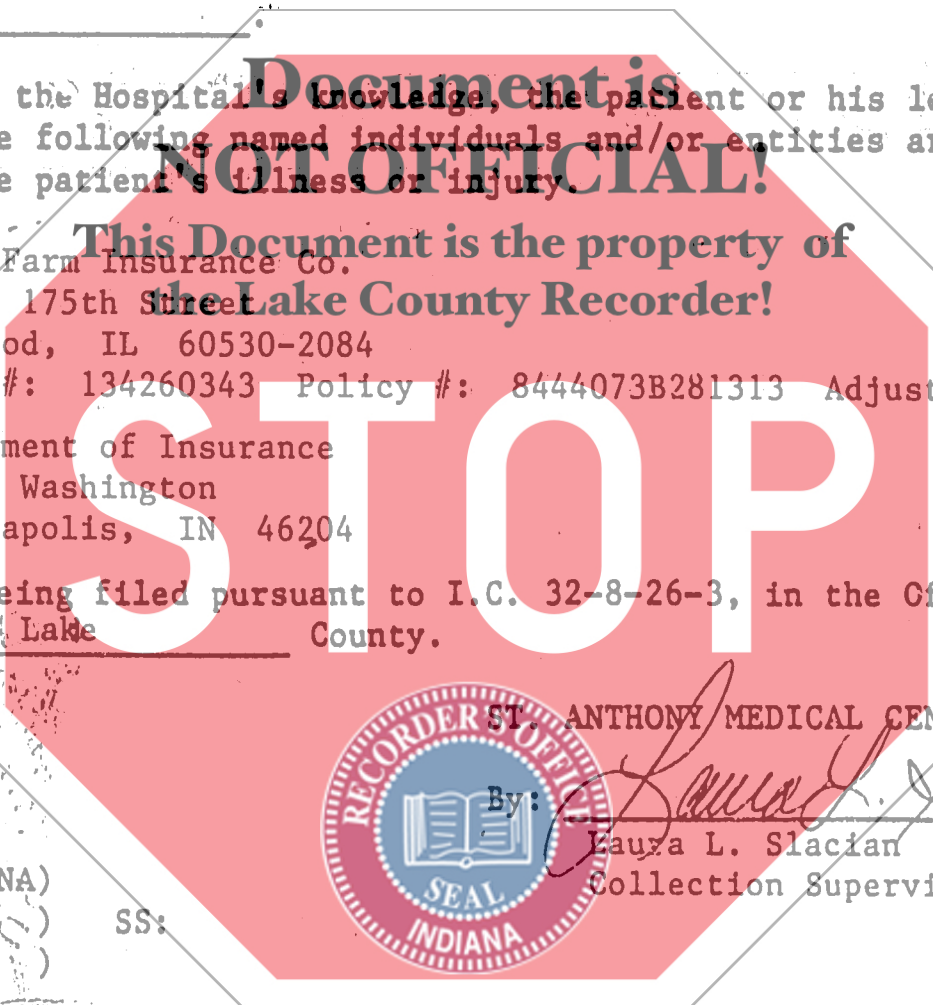 Document is
the Hospital's knowledge, the patient or his le
NOT OFFICIAL!
e following named individuals and/or entities a
e patient's illness or injury.
This Document is the property of
Farm Insurance Co.
the Lake County Recorder!
175th Street
od, IL 60530-2084
#: 134260343 Policy #: 8444073B281313 Adjust
STOP
ment of Insurance
Washington
apolis, IN 46204
eing filed pursuant to I.C. 32-8-26-3, in the Of
Lake County.
ST. ANTHONY MEDICAL CEN
RECORDER'S OFFICE
By: Laura L.
Laura L. Slacian
Collection Supervi
SEAL
INDIANA
NA)
) SS:
)